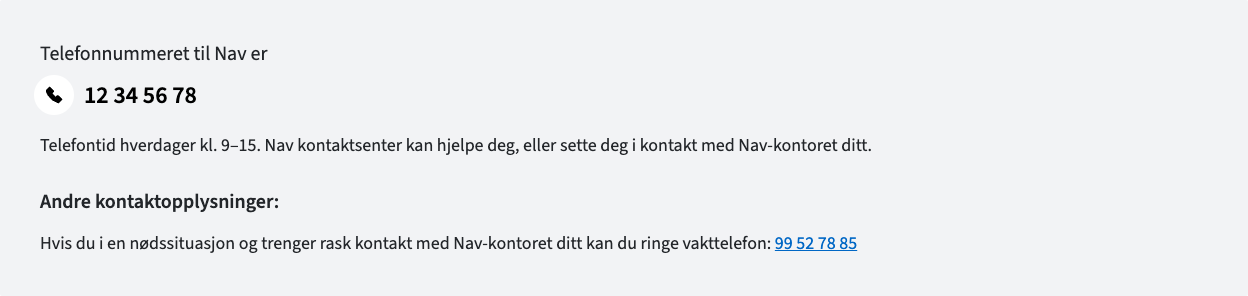 Telefonnummeret til Nav er
12 34 56 78
Telefontid hverdager kl. 9–15. Nav kontaktsenter kan hjelpe deg, eller sette deg i kontakt med Nav-kontoret ditt.
Andre kontaktopplysninger:
Hvis du i en nødssituasjon og trenger rask kontakt med Nav-kontoret ditt kan du ringe vakttelefon: 99 52 78 85